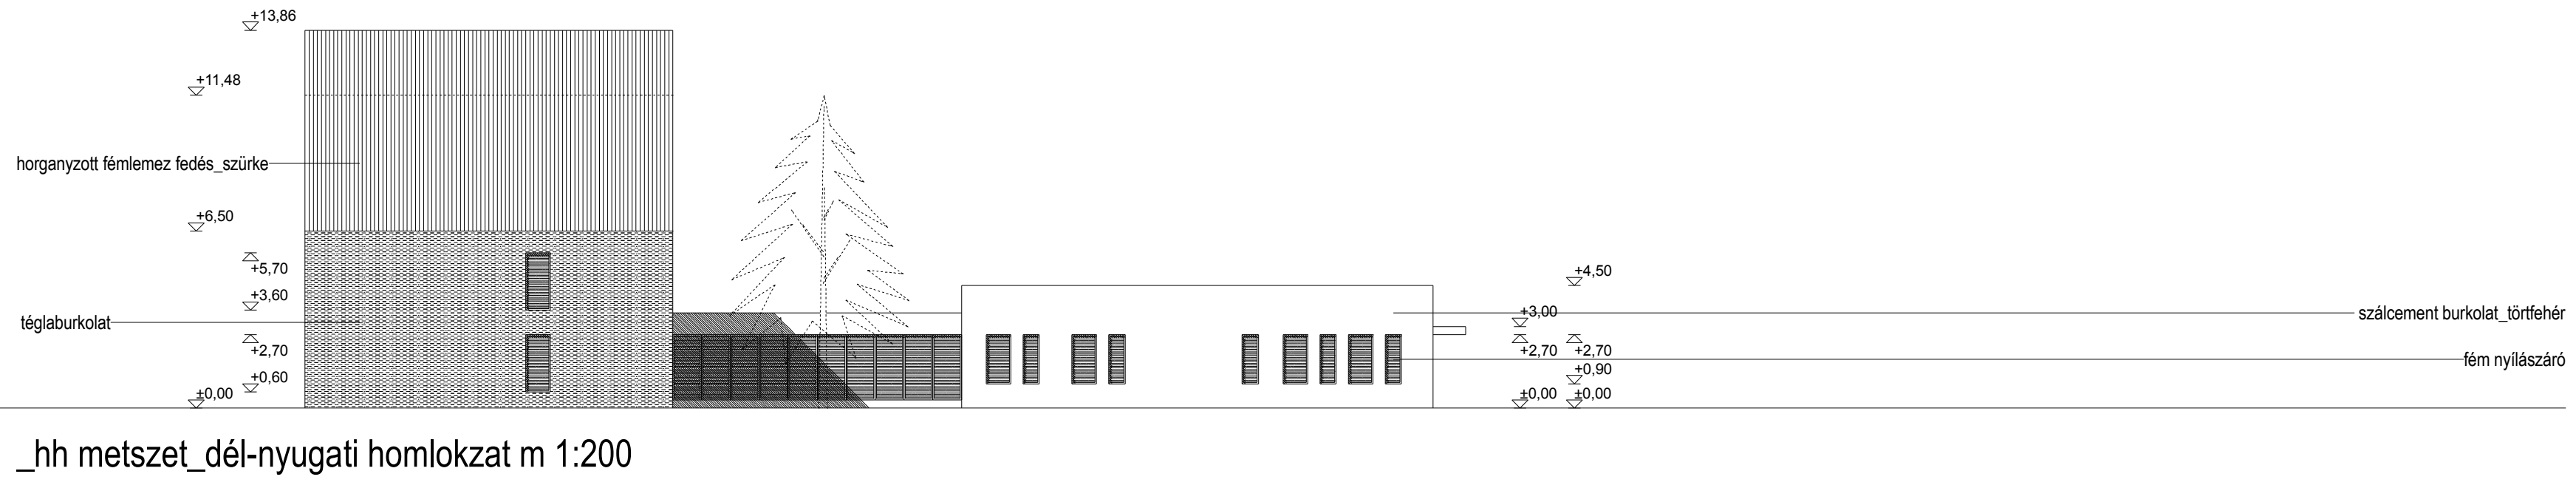 +13,86
+11,48
horganyzott fémlemez fedés_szürke
+6,50
+5,70
+3,60
téglaburkolat
+2,70
+0,60
±0,00
+4,50
+3,00
szálcement burkolat_törtfehér
+2,70 +2,70
fém nyílászáró
+0,90
±0,00 ±0,00
_hh metszet_dél-nyugati homlokzat m 1:200